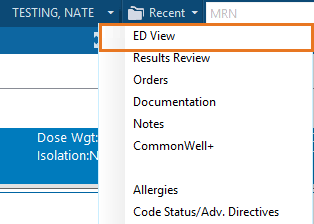 TESTING, NATE Recent MRN
ED View
Results Review
Orders
Documentation
Notes
CommonWell+
Allergies
Code Status/Adv. Directives
Dose Wgt:
Isolation:N